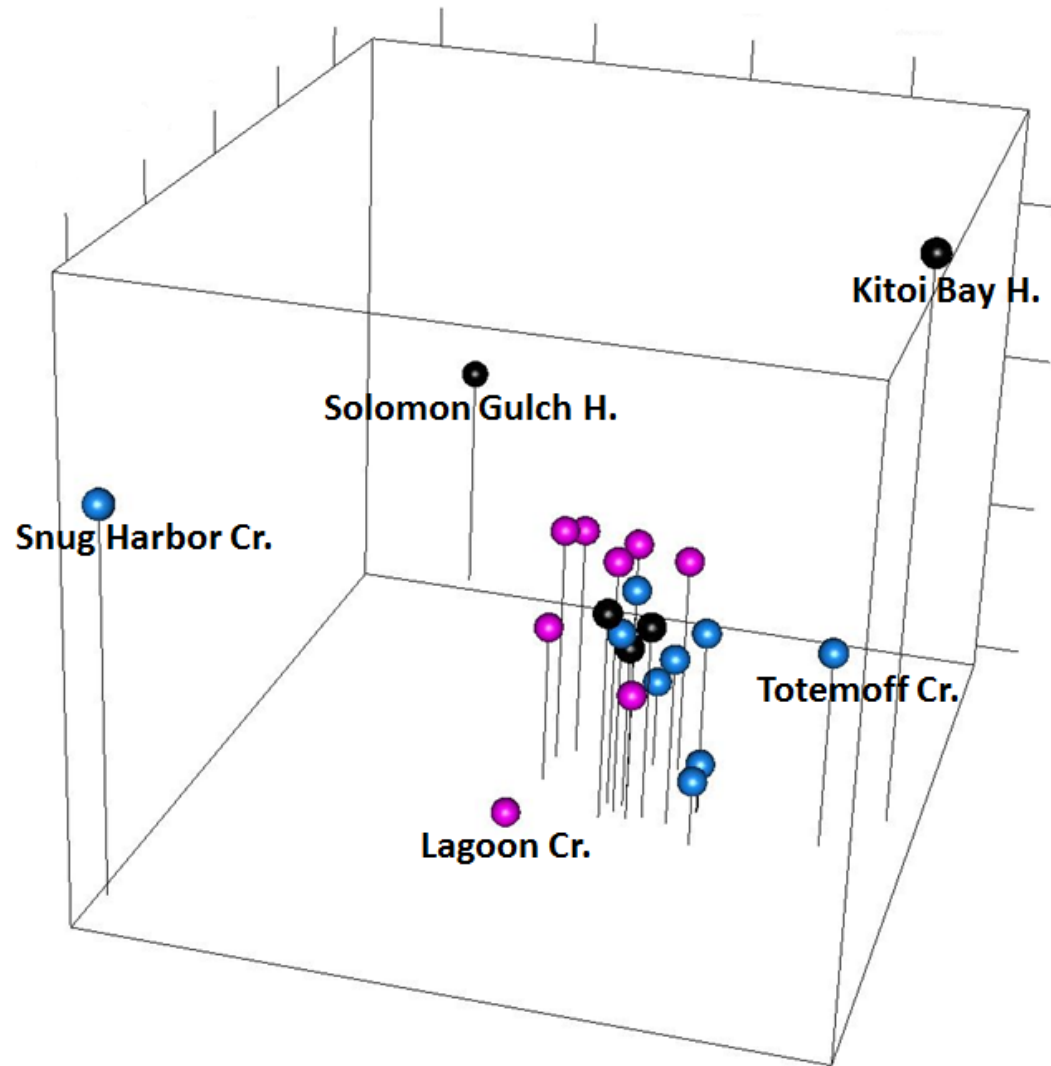 Kitoi Bay H.
Solomon Gulch H.
Snug Harbor Cr.
Totemoff Cr.
Lagoon Cr.